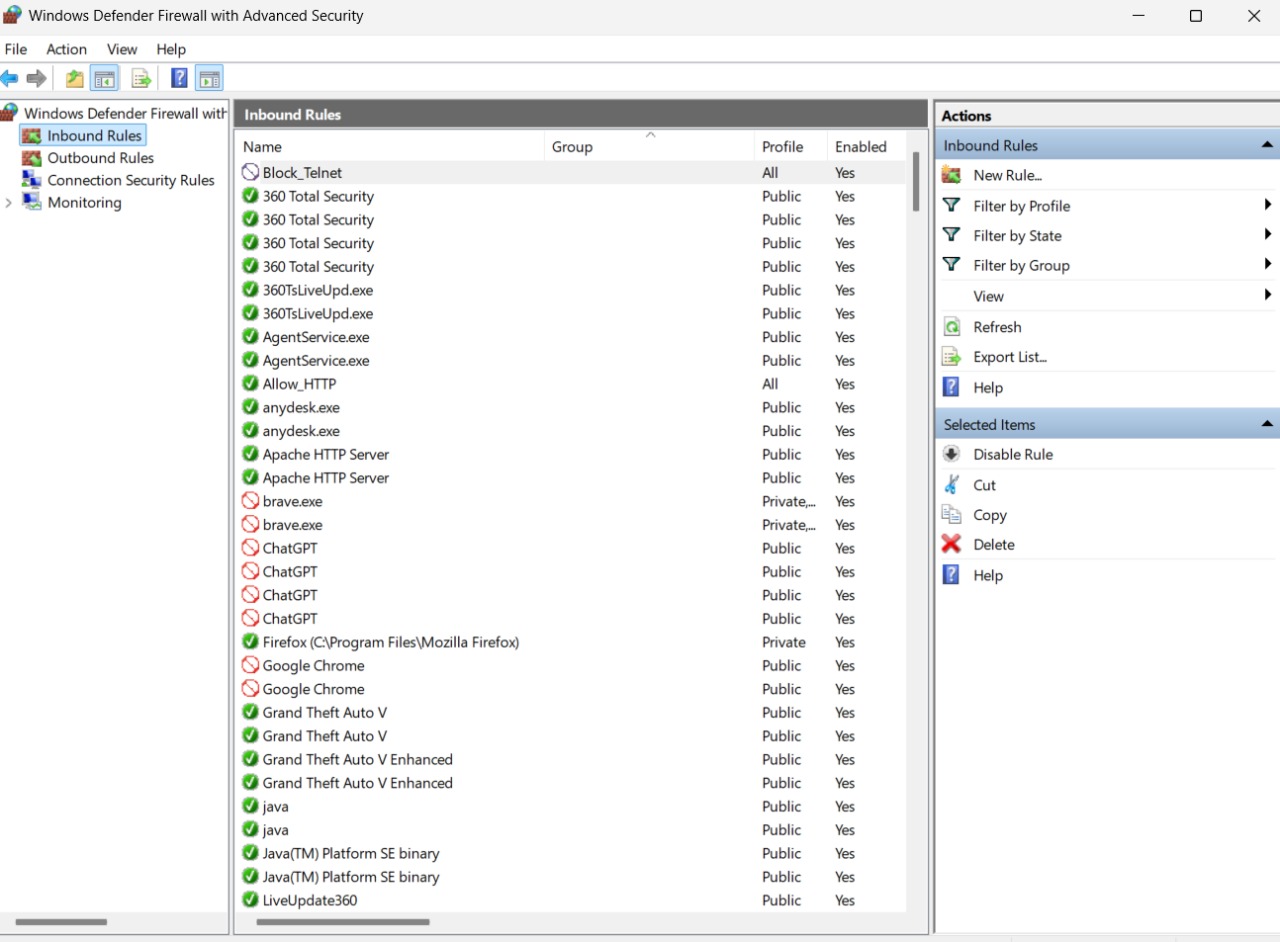 Windows Defender Firewall with Advanced Security
File Action View Help
Windows Defender Firewall with
Inbound Rules
Outbound Rules
Connection Security Rules
Monitoring
Inbound Rules
Name Group Profile Enabled
Block_Telnet All Yes
360 Total Security Public Yes
360 Total Security Public Yes
360 Total Security Public Yes
360 Total Security Public Yes
360TsLiveUpd.exe Public Yes
360TsLiveUpd.exe Public Yes
AgentService.exe Public Yes
AgentService.exe Public Yes
Allow_HTTP All Yes
anydesk.exe Public Yes
anydesk.exe Public Yes
Apache HTTP Server Public Yes
Apache HTTP Server Public Yes
brave.exe Private,... Yes
brave.exe Private,... Yes
ChatGPT Public Yes
ChatGPT Public Yes
ChatGPT Public Yes
ChatGPT Public Yes
Firefox (C:\Program Files\Mozilla Firefox) Private Yes
Google Chrome Public Yes
Google Chrome Public Yes
Grand Theft Auto V Public Yes
Grand Theft Auto V Public Yes
Grand Theft Auto V Enhanced Public Yes
Grand Theft Auto V Enhanced Public Yes
java Public Yes
java Public Yes
Java(TM) Platform SE binary Public Yes
Java(TM) Platform SE binary Public Yes
LiveUpdate360 Public Yes
Actions
Inbound Rules
New Rule...
Filter by Profile
Filter by State
Filter by Group
View
Refresh
Export List...
Help
Selected Items
Disable Rule
Cut
Copy
Delete
Help